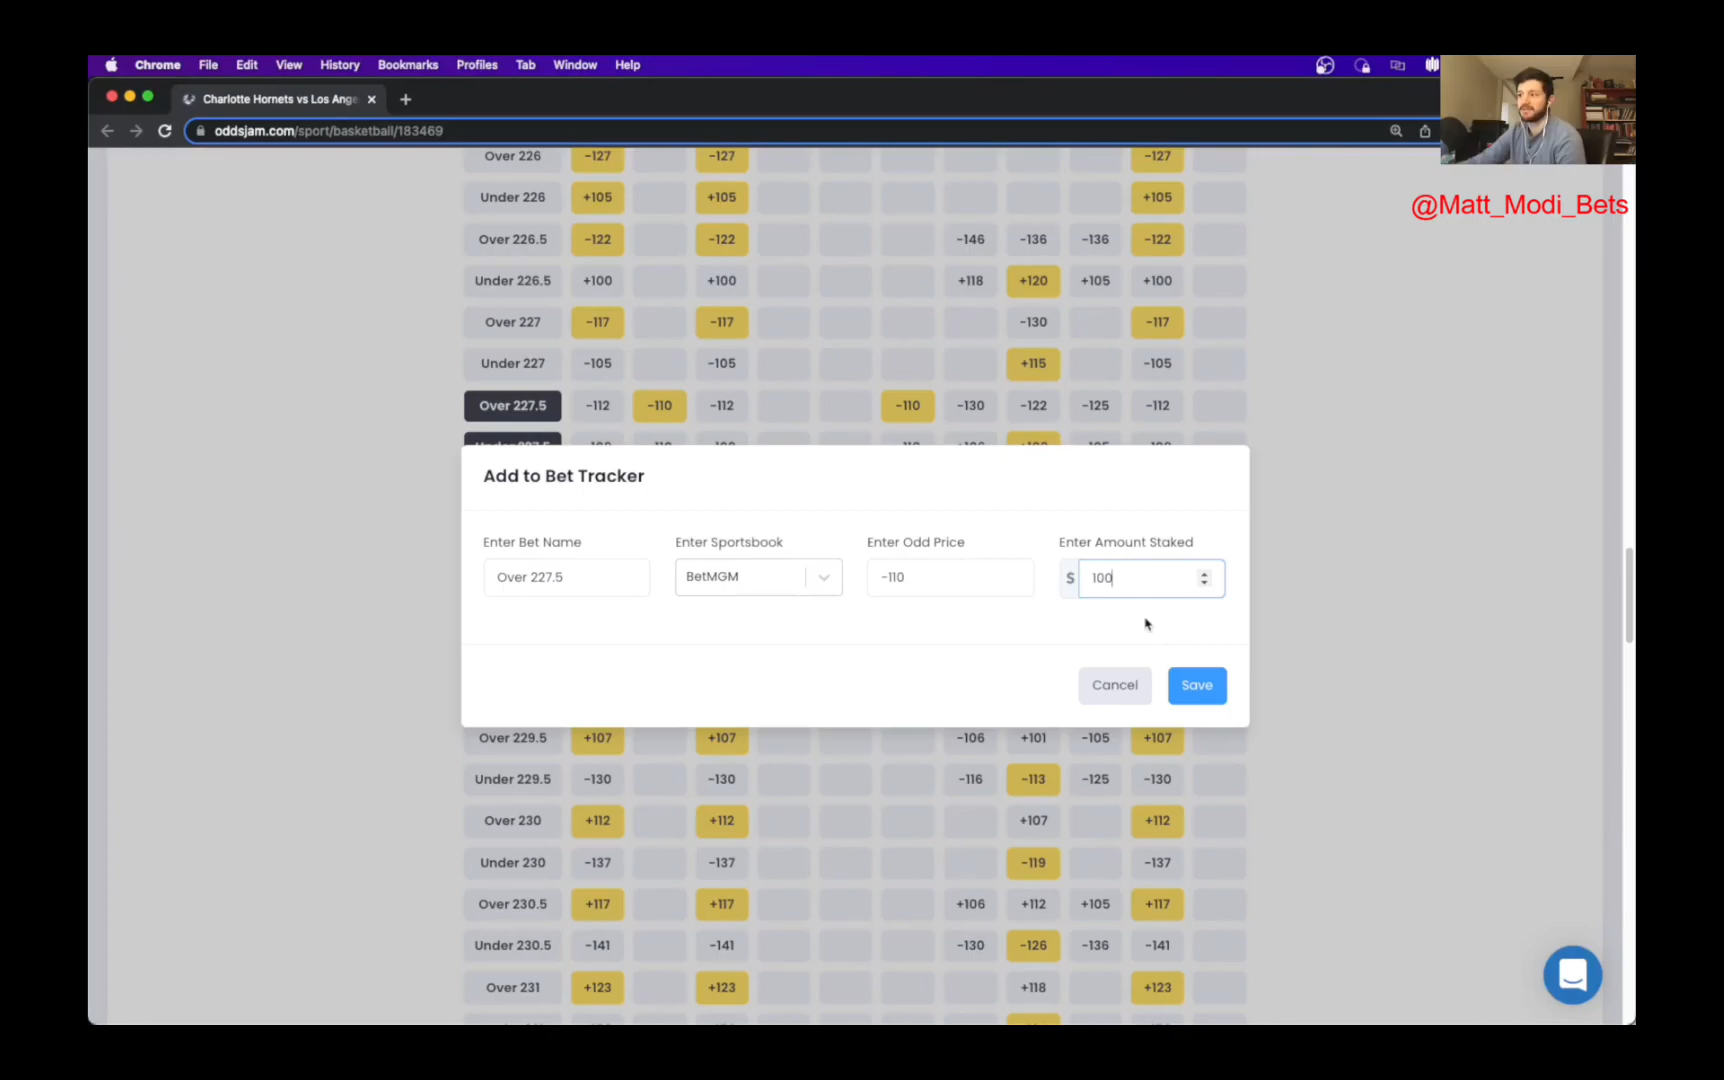 Chrome File Edit View History Bookmarks Profiles Tab Window Help
Charlotte Hornets vs Los Ange
oddsjam.com/sport/basketball/183469
@Matt_Modi_Bets
Over 226 -127 -127 -127
Under 226 +105 +105 +105
Over 226.5 -122 -122 -146 -136 -136 -122
Under 226.5 +100 +100 +118 +120 +105 +100
Over 227 -117 -117 -130 -117
Under 227 -105 -105 +115 -105
Over 227.5 -112 -110 -112 -110 -130 -122 -125 -112
Add to Bet Tracker
Enter Bet Name Enter Sportsbook Enter Odd Price Enter Amount Staked
Over 227.5 BetMGM -110 $ 100
Cancel Save
Over 229.5 +107 +107 -106 +101 -105 +107
Under 229.5 -130 -130 -116 -113 -125 -130
Over 230 +112 +112 +107 +112
Under 230 -137 -137 -119 -137
Over 230.5 +117 +117 +106 +112 +105 +117
Under 230.5 -141 -141 -130 -126 -136 -141
Over 231 +123 +123 +118 +123